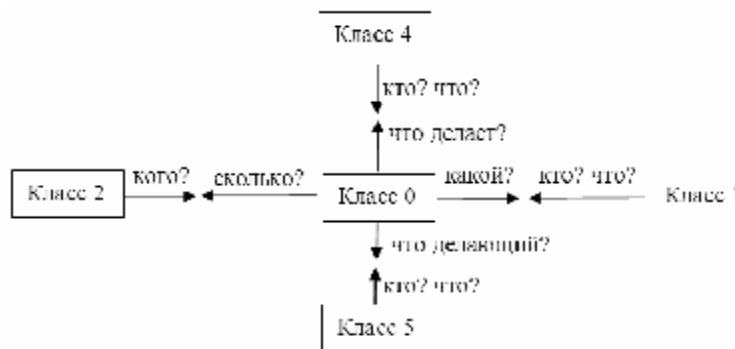 Класс 4
кто? что?
что делает?
Класс 2 кого? сколько? Класс 0 какой? кто? что? Класс
что делающий?
кто? что?
Класс 5